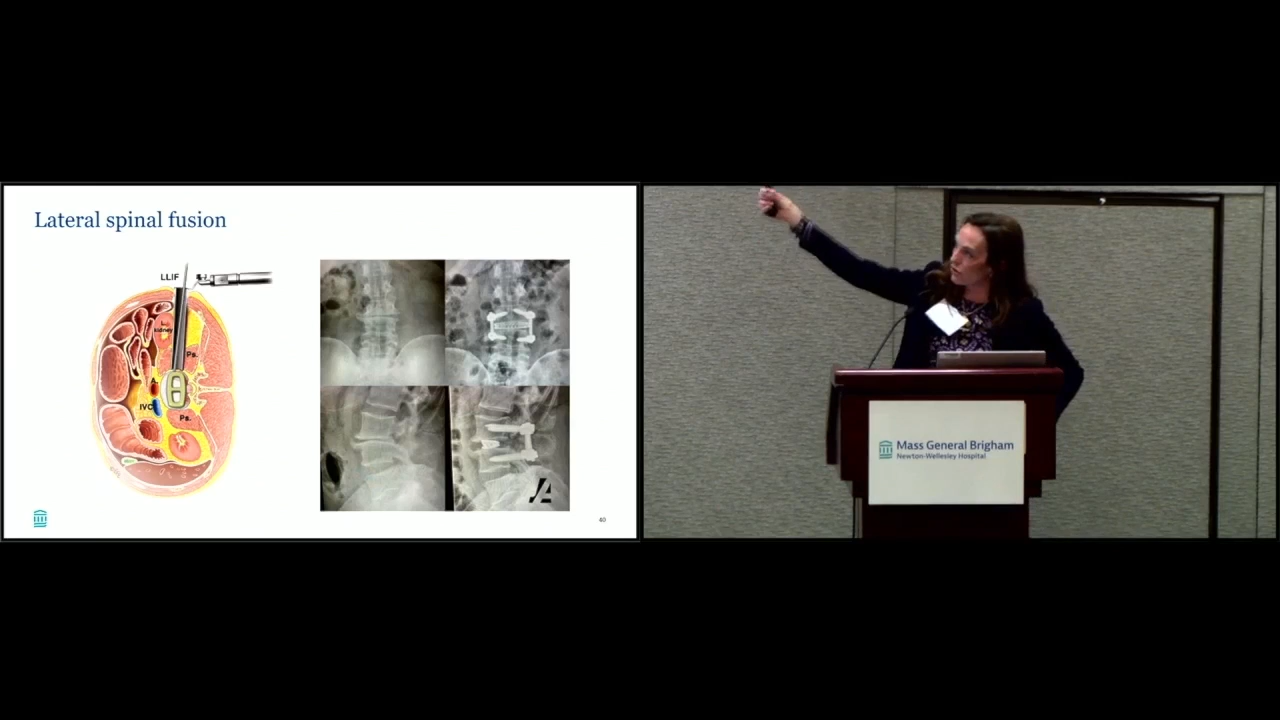 Lateral spinal fusion
LLIF
L.
kidney
Ps.
A
IVC
Ps.
40
Mass General Brigham
Newton-Wellesley Hospital